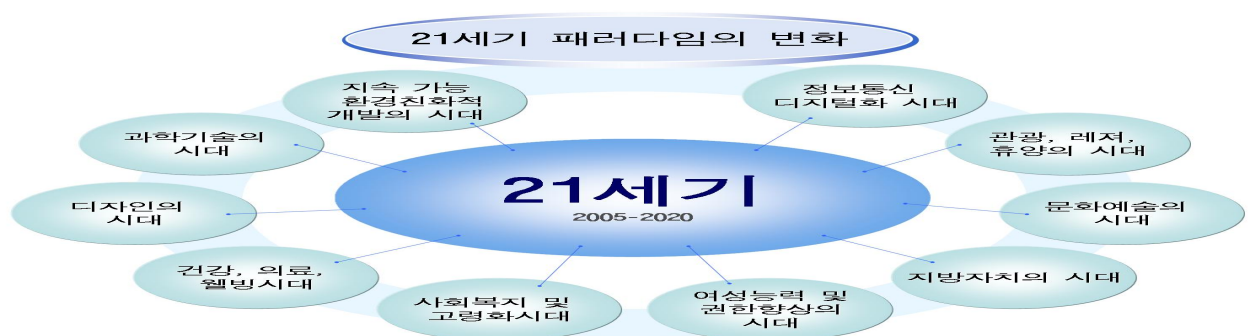 21세기 패러다임의 변화
지속 가능
환경친화적
개발의 시대
정보통신
디지털화 시대
과학기술의
시대
관광, 레져,
휴양의 시대
21세기
2005-2020
디자인의
시대
문화예술의
시대
건강, 의료,
웰빙시대
지방자치의 시대
사회복지 및
고령화시대
여성능력 및
권한향상의
시대